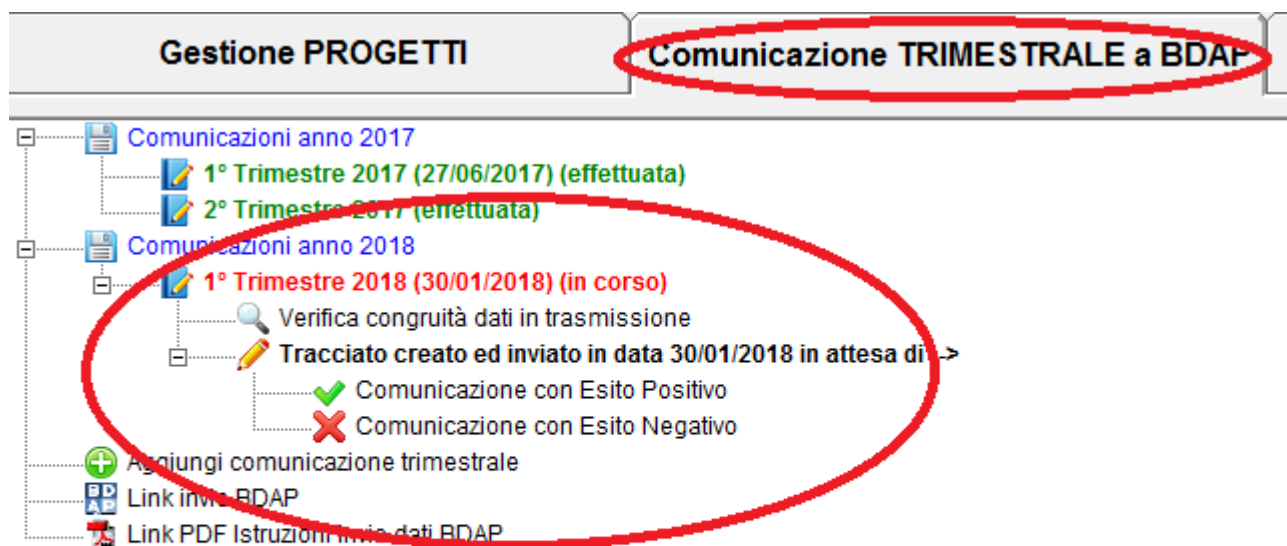 Gestione PROGETTI
Comunicazione TRIMESTRALE a BDAP
Comunicazioni anno 2017
1° Trimestre 2017 (27/06/2017) (effettuata)
2° Trimestre 2017 (effettuata)
Comunicazioni anno 2018
1° Trimestre 2018 (30/01/2018) (in corso)
Verifica congruità dati in trasmissione
Tracciato creato ed inviato in data 30/01/2018 in attesa di -->
Comunicazione con Esito Positivo
Comunicazione con Esito Negativo
Aggiungi comunicazione trimestrale
BDAP Link invio BDAP
Link PDF Istruzioni invio dati BDAP